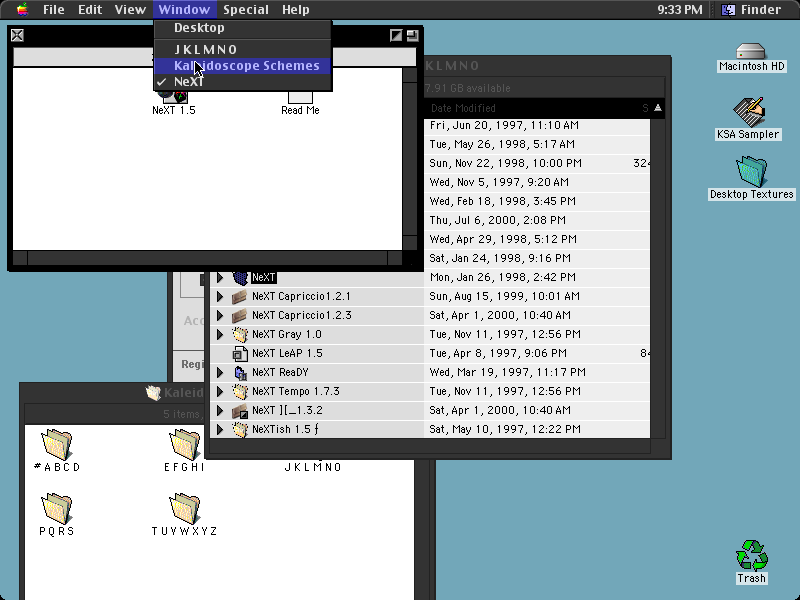 File Edit View Window Special Help 9:33 PM Finder
Desktop
J K L M N O
Kaleidoscope Schemes
✓ NeXT
NeXT 1.5
Read Me
KLMNO
7.91 GB available
Date Modified S
Fri, Jun 20, 1997, 11:10 AM
Tue, May 26, 1998, 5:17 AM
Sun, Nov 22, 1998, 10:00 PM 324
Wed, Nov 5, 1997, 9:20 AM
Wed, Feb 18, 1998, 3:45 PM
Thu, Jul 6, 2000, 2:08 PM
Wed, Apr 29, 1998, 5:12 PM
Sat, Jan 24, 1998, 9:16 PM
NeXT Mon, Jan 26, 1998, 2:42 PM
NeXT Capriccio1.2.1 Sun, Aug 15, 1999, 10:01 AM
NeXT Capriccio1.2.3 Sat, Apr 1, 2000, 10:40 AM
NeXT Gray 1.0 Tue, Nov 11, 1997, 12:56 PM
NeXT LeAP 1.5 Tue, Apr 8, 1997, 9:06 PM 84
NeXT ReaDY Wed, Mar 19, 1997, 11:17 PM
NeXT Tempo 1.7.3 Tue, Nov 11, 1997, 12:56 PM
NeXT ][_1.3.2 Sat, Apr 1, 2000, 10:40 AM
NeXTish 1.5 ƒ Sat, May 10, 1997, 12:22 PM
Acc
Regi
Kaleid
5 items,
#ABCD
EFGHI
JKLMNO
PQRS
TUVWXYZ
Macintosh HD
KSA Sampler
Desktop Textures
Trash